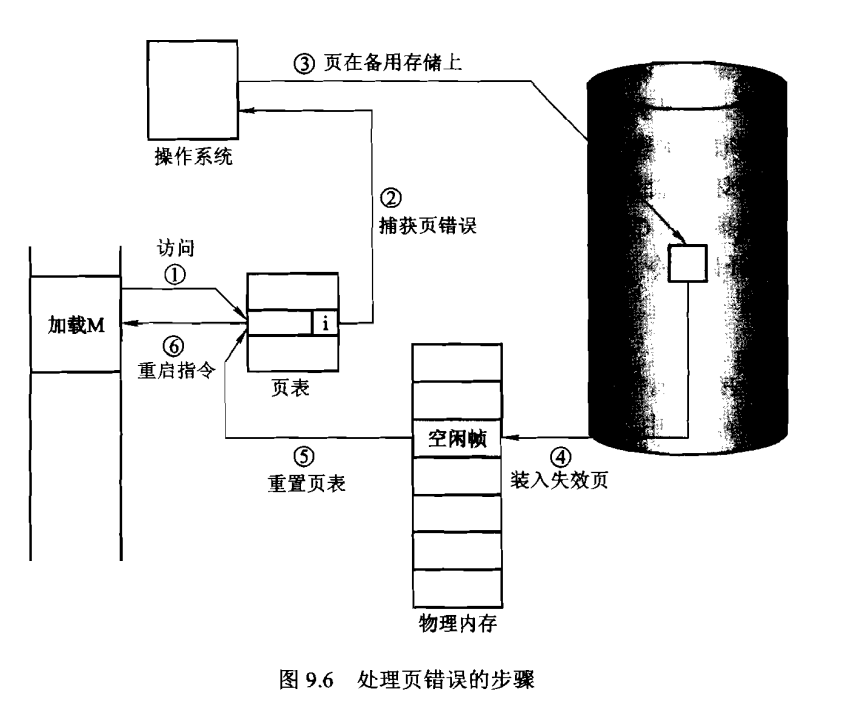 ③ 页在备用存储上
操作系统
②
捕获页错误
访问
①
加载M
i
⑥
重启指令
页表
空闲帧
⑤
重置页表
④
装入失效页
物理内存
图 9.6 处理页错误的步骤